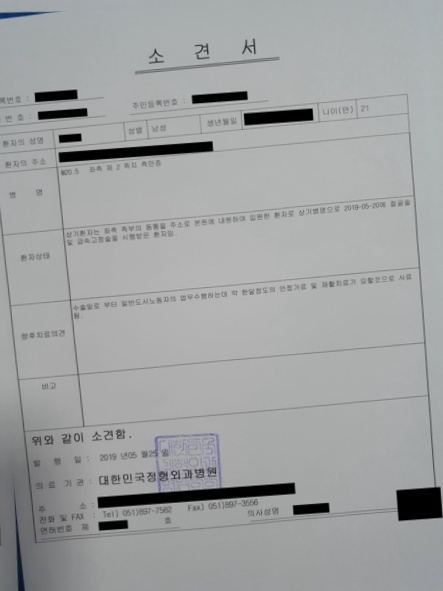 소 견 서
록번호 :
주민등록번호 :
번 호 :
환자의 성명
성별 남성
생년월일
나이(만) 21
환자의 주소
병 명
M20.5 좌측 제 2 족지 측만증
환자상태
상기환자는 좌측 족부의 동통을 주소로 본원에 내원하여 입원한 환자로 상기병명으로 2019-05-20에 절골술
및 금속고정술을 시행받은 환자임.
향후치료의견
수술일로 부터 일반도시노동자의 업무수행하는데 약 한달정도의 안정가료 및 재활치료가 요할것으로 사료
됨.
비고
위와 같이 소견함.
발 행 일 : 2019 년05 월25 일
의 료 기 관 : 대한민국정형외과병원
주 소 :
전화 및 FAX : Tel) 051)897-7582 Fax) 051)897-3556
면허번호 제 호 의사성명